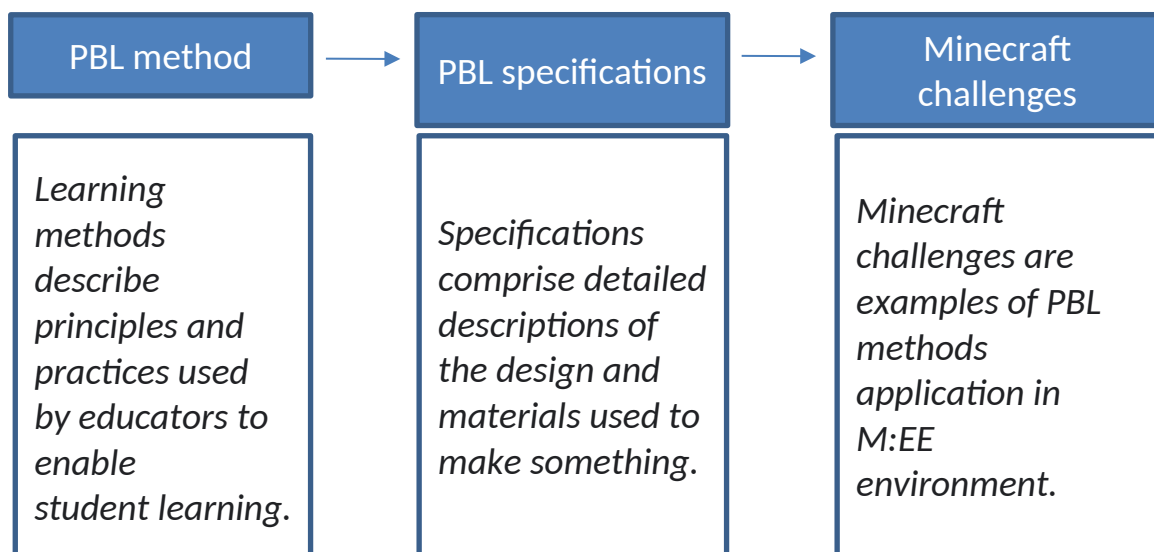 PBL method
PBL specifications
Minecraft
challenges
Learning
methods
describe
principles and
practices used
by educators to
enable
student learning.
Specifications
comprise detailed
descriptions of
the design and
materials used to
make something.
Minecraft
challenges are
examples of PBL
methods
application in
M:EE
environment.